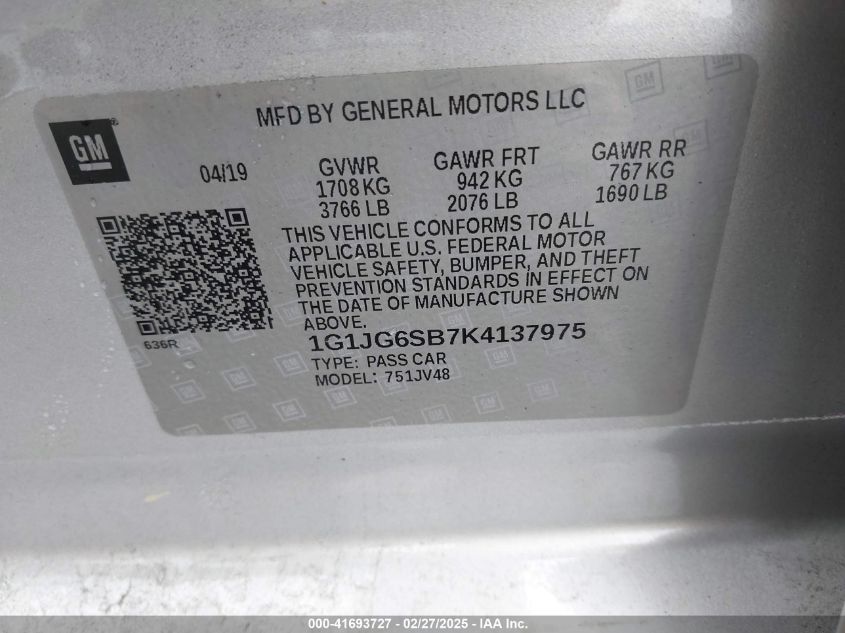 MFD BY GENERAL MOTORS LLC
GM
®
04/19
GVWR
1708 KG
3766 LB
GAWR FRT
942 KG
2076 LB
GAWR RR
767 KG
1690 LB
THIS VEHICLE CONFORMS TO ALL
APPLICABLE U.S. FEDERAL MOTOR
VEHICLE SAFETY, BUMPER, AND THEFT
PREVENTION STANDARDS IN EFFECT ON
THE DATE OF MANUFACTURE SHOWN
ABOVE.
636R
1G1JG6SB7K4137975
TYPE: PASS CAR
MODEL: 751JV48
000-41693727 - 02/27/2025 - IAA Inc.